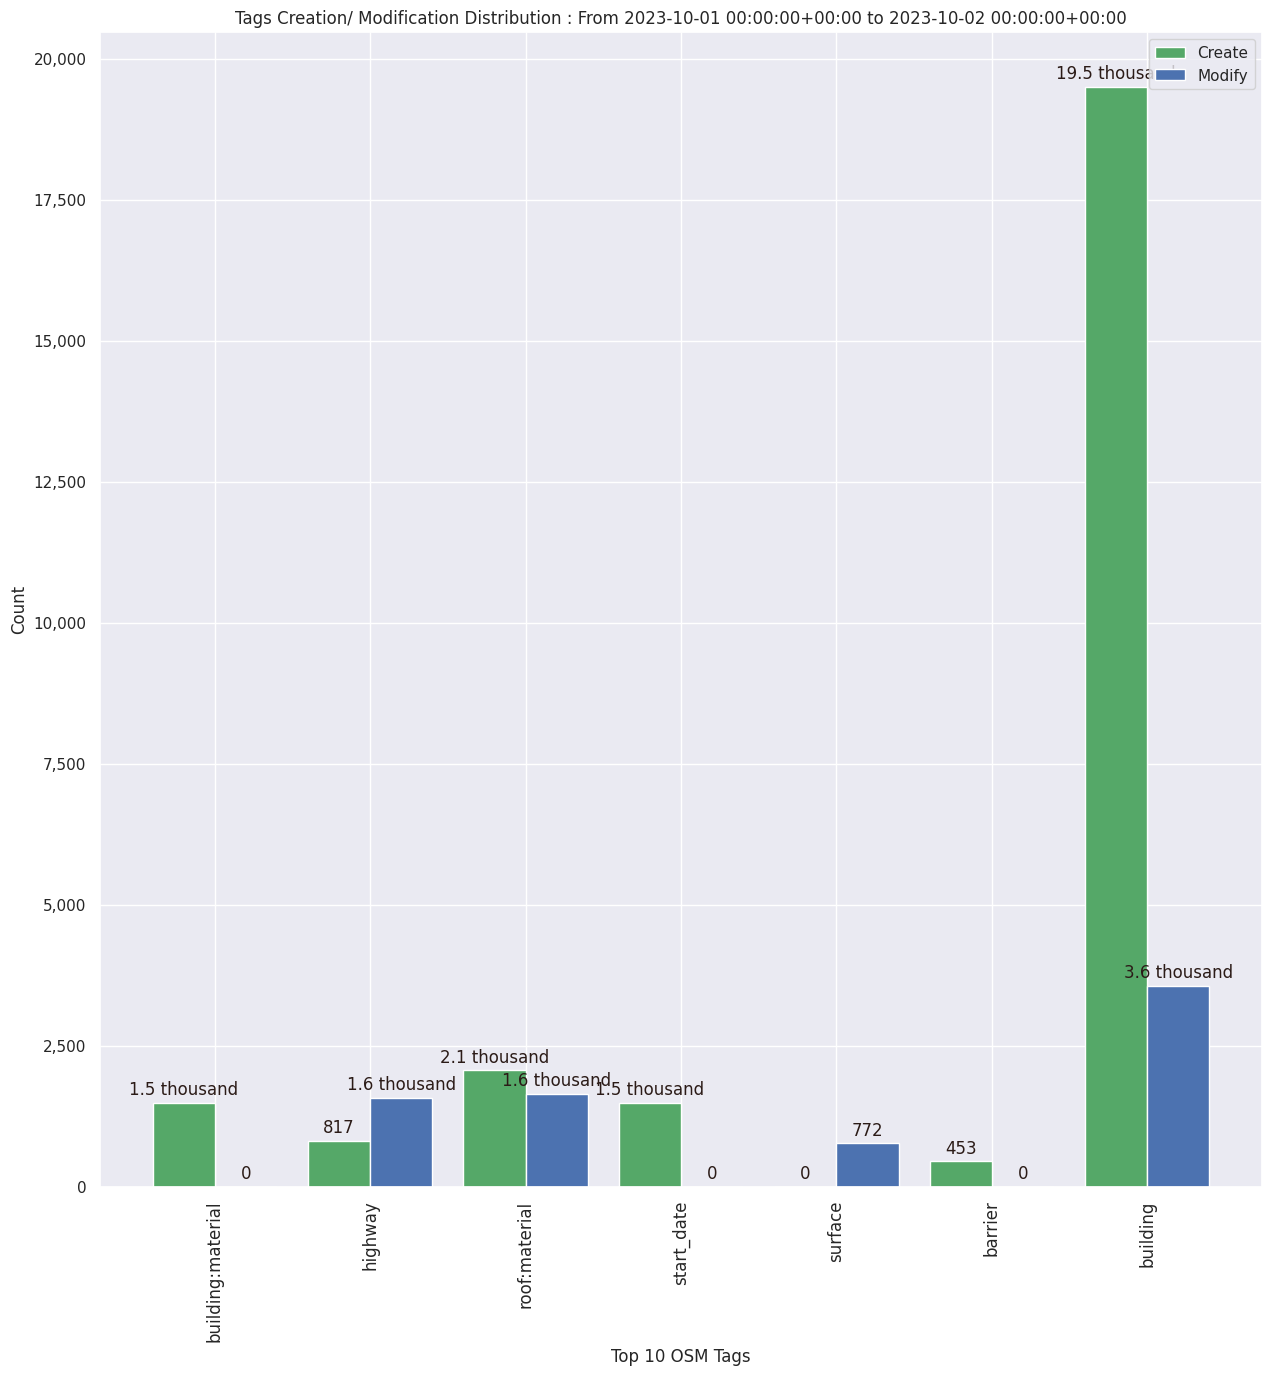 Tags Creation/ Modification Distribution : From 2023-10-01 00:00:00+00:00 to 2023-10-02 00:00:00+00:00
Create
Modify
20,000
17,500
15,000
12,500
10,000
7,500
5,000
2,500
0
Count
1.5 thousand
0
817
1.6 thousand
2.1 thousand
1.6 thousand
1.5 thousand
0
0
772
453
0
19.5
3.6 thousand
building:material
highway
roof:material
start_date
surface
barrier
building
Top 10 OSM Tags